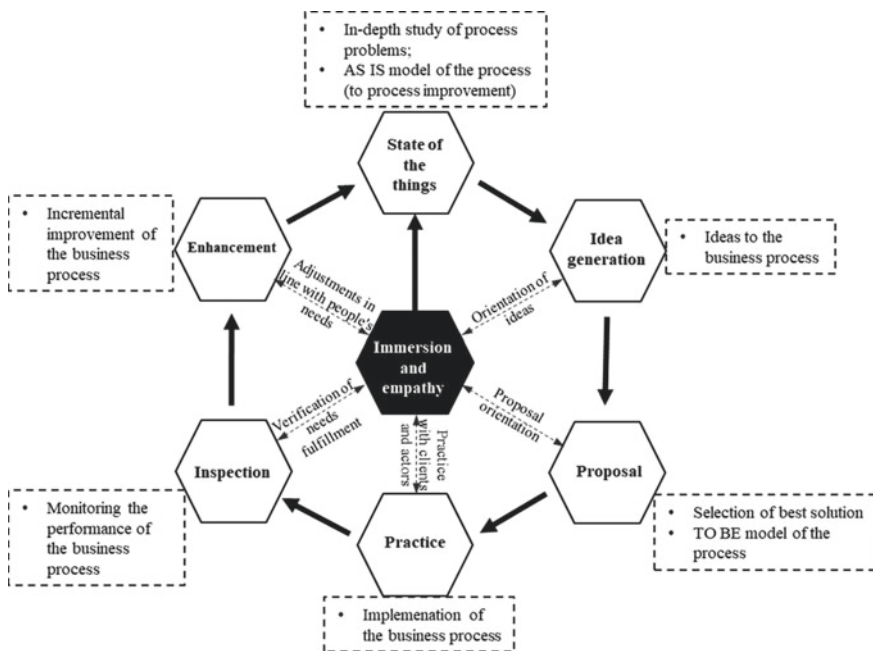 • In-depth study of process
problems;
• AS IS model of the process
(to process improvement)
State of
the
things
• Incremental
improvement of
the business
process
Enhancement
Idea
generation
• Ideas to the
business process
Adjustments in
line with people's
needs
Orientation of
ideas
Immersion
and
empathy
Verification of
needs
fulfillment
Practice
with clients
and actors
Proposal
orientation
Inspection
Proposal
• Monitoring the
performance of
the business
process
Practice
• Selection of best solution
• TO BE model of the
process
• Implemenation of
the business process